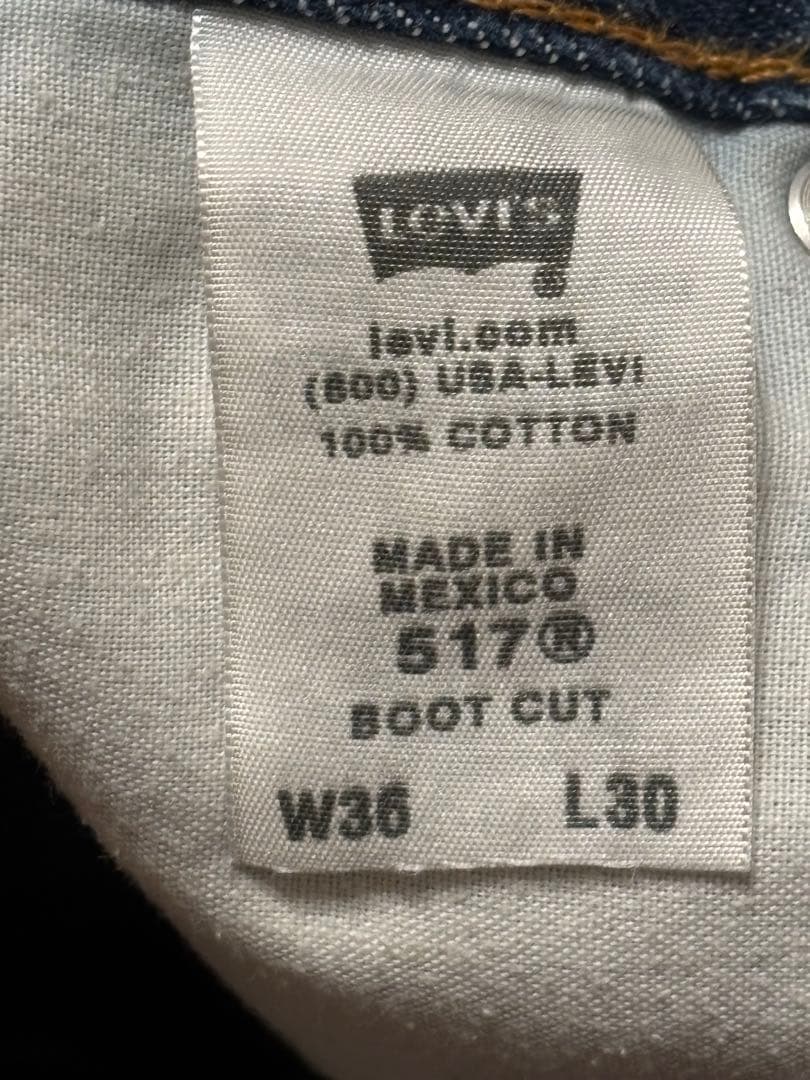 LEVI'S
®
levi.com
(800) USA-LEVI
100% COTTON
MADE IN
MEXICO
517®
BOOT CUT
W36 L30